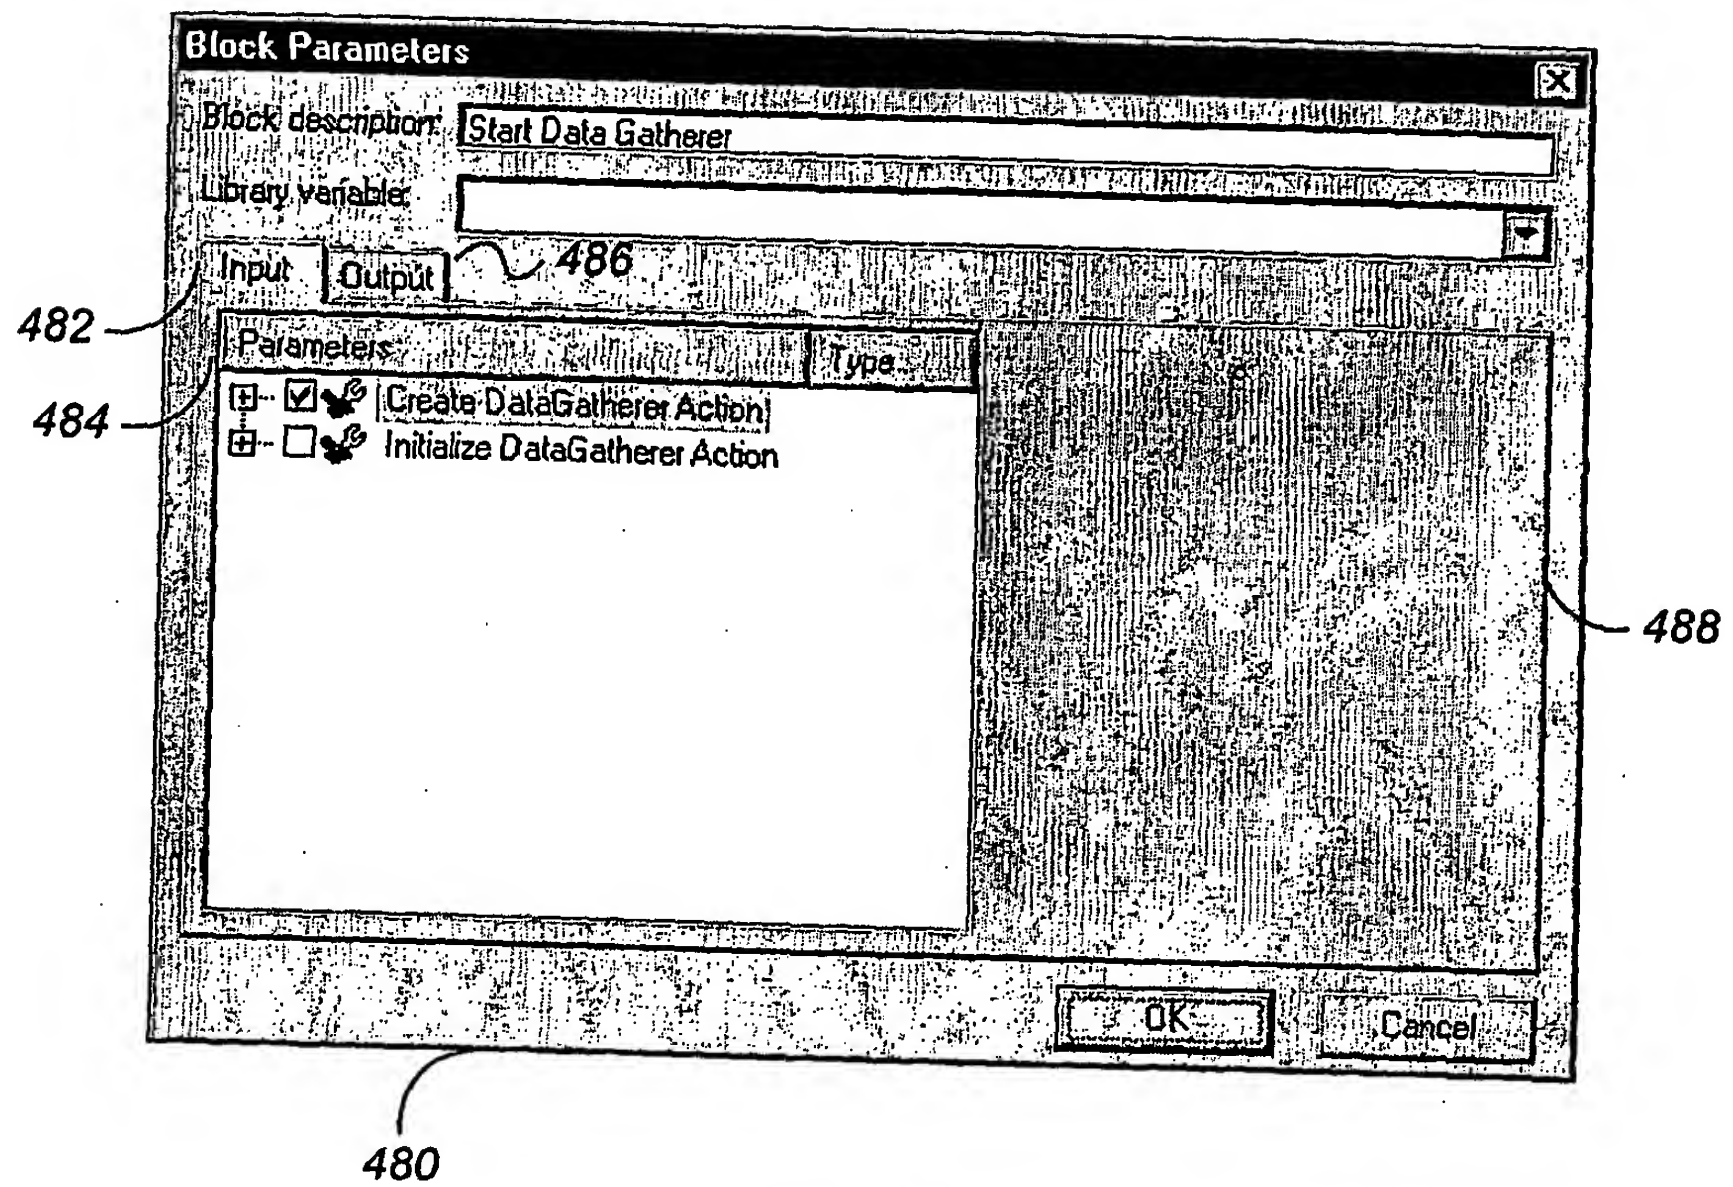 Block Parameters
Block description: Start Data Gatherer
Library variable:
Input Output 486
482
Parameters Type
484
Create DataGatherer Action
Initialize DataGatherer Action
488
OK Cancel
480